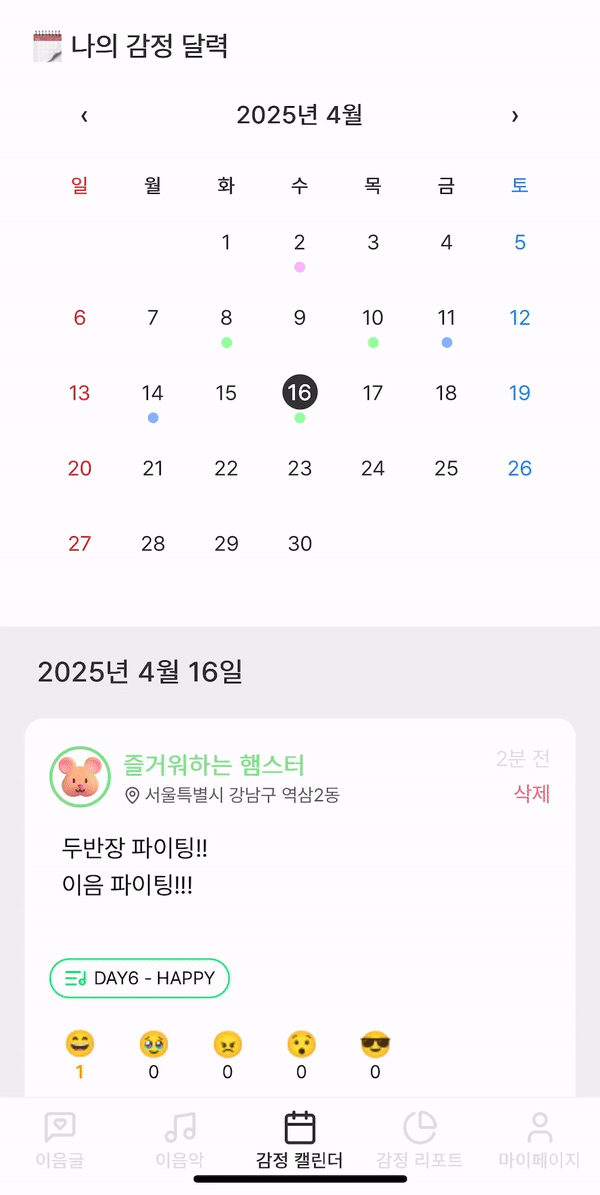 나의 감정 달력
‹ 2025년 4월 ›
일 월 화 수 목 금 토
1 2 3 4 5
6 7 8 9 10 11 12
13 14 15 16 17 18 19
20 21 22 23 24 25 26
27 28 29 30
2025년 4월 16일
즐거워하는 햄스터 2분 전
서울특별시 강남구 역삼2동 삭제
두반장 파이팅!!
이음 파이팅!!!
DAY6 - HAPPY
1 0 0 0 0
이음글 이음악 감정 캘린더 감정 리포트 마이페이지